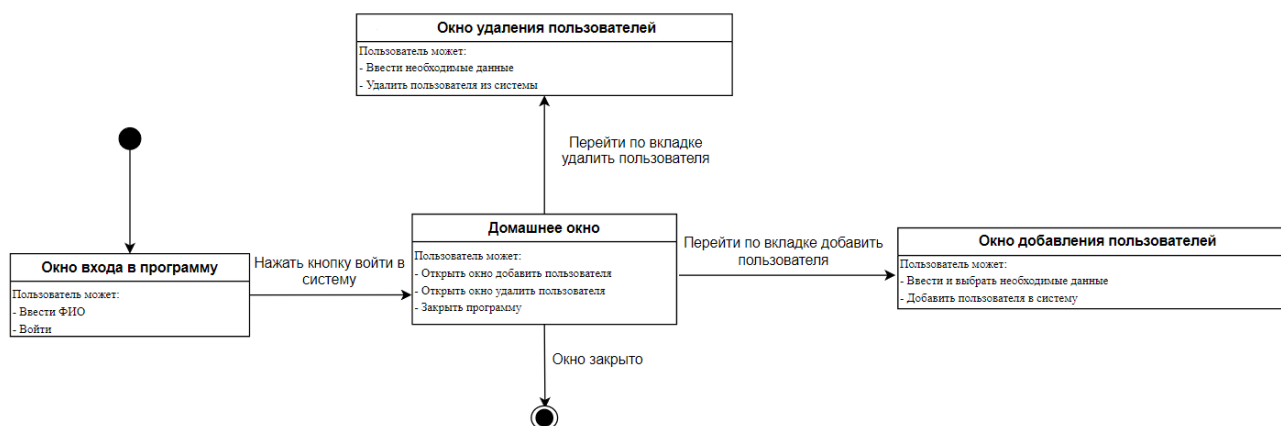 Окно удаления пользователей
Пользователь может:
- Ввести необходимые данные
- Удалить пользователя из системы
Перейти по вкладке
удалить пользователя
Окно входа в программу
Пользователь может:
- Ввести ФИО
- Войти
Нажать кнопку войти в
систему
Домашнее окно
Пользователь может:
- Открыть окно добавить пользователя
- Открыть окно удалить пользователя
- Закрыть программу
Перейти по вкладке добавить
пользователя
Окно добавления пользователей
Пользователь может:
- Ввести и выбрать необходимые данные
- Добавить пользователя в систему
Окно закрыто